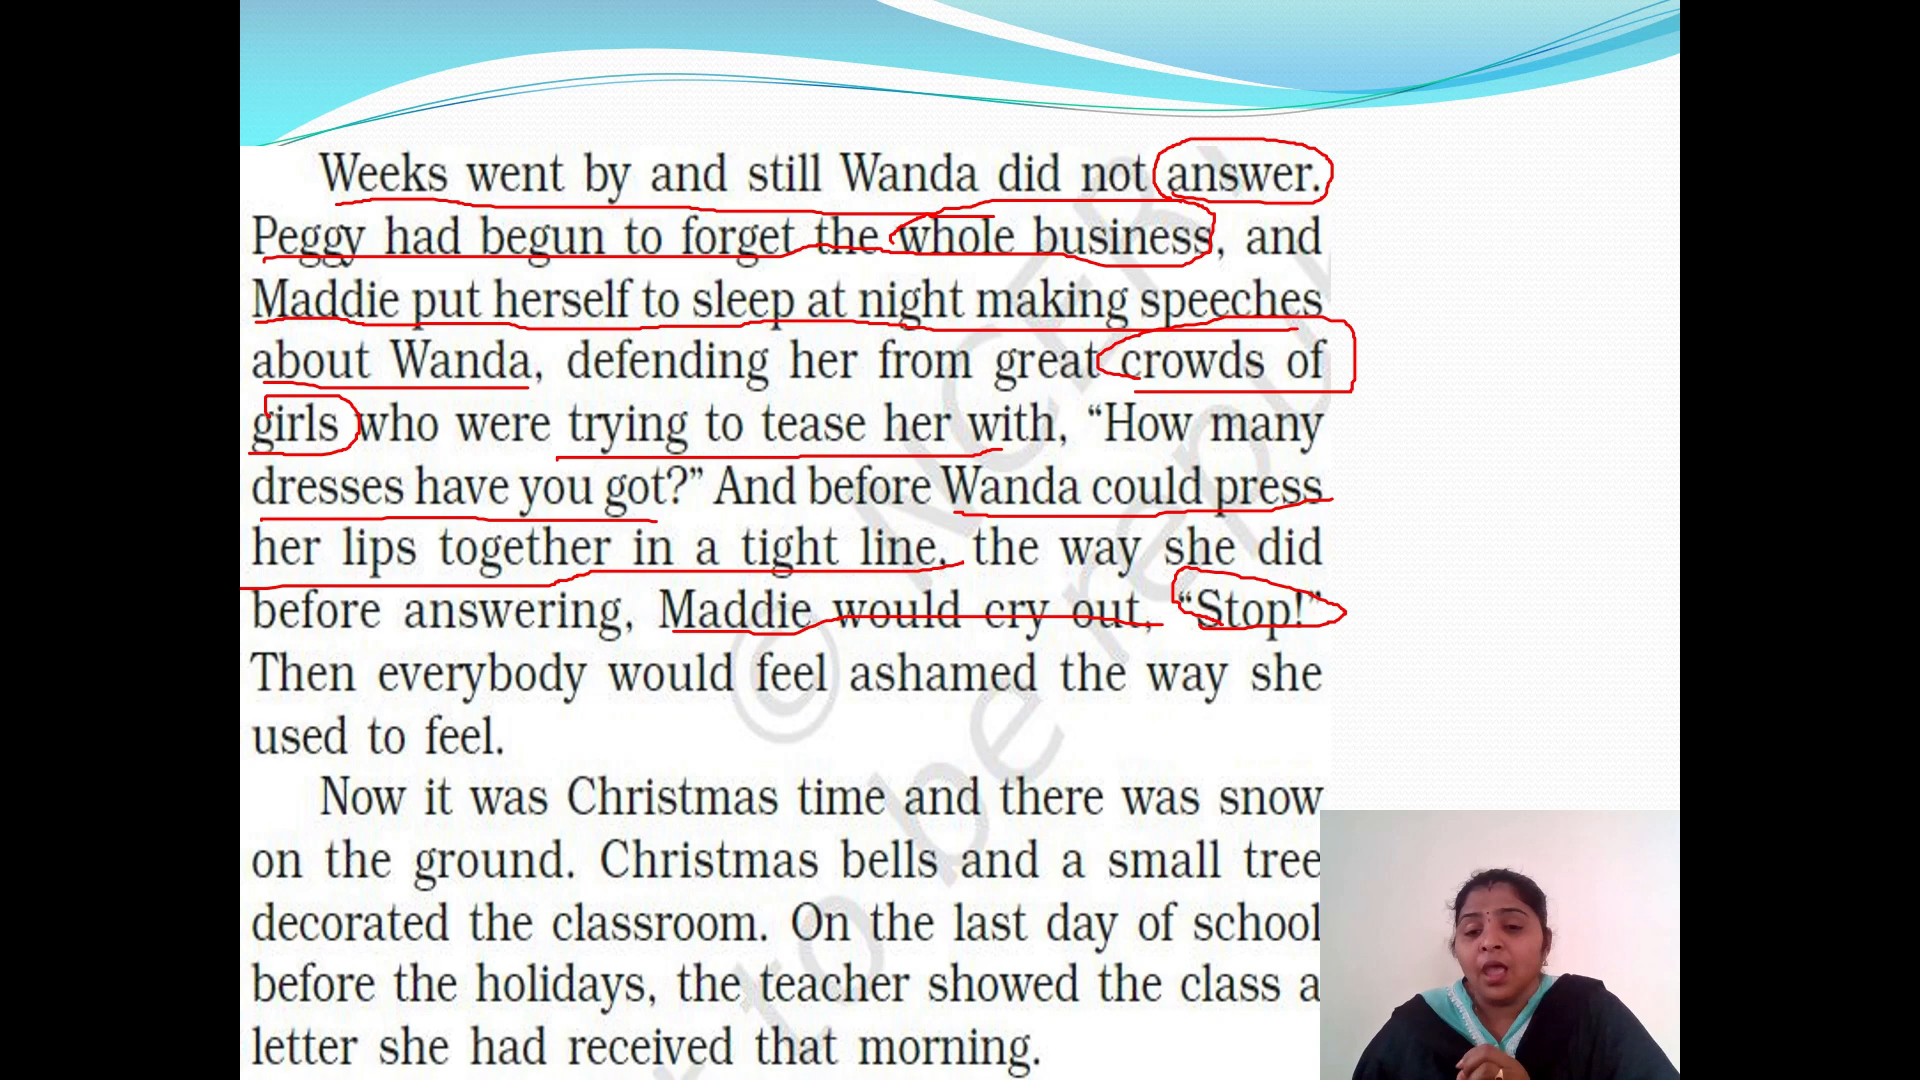 Weeks went by and still Wanda did not answer.
Peggy had begun to forget the whole business, and
Maddie put herself to sleep at night making speeches
about Wanda, defending her from great crowds of
girls who were trying to tease her with, “How many
dresses have you got?” And before Wanda could press
her lips together in a tight line, the way she did
before answering, Maddie would cry out, “Stop!”
Then everybody would feel ashamed the way she
used to feel.
Now it was Christmas time and there was snow
on the ground. Christmas bells and a small tree
decorated the classroom. On the last day of school
before the holidays, the teacher showed the class a
letter she had received that morning.
© NCERT
to be repu